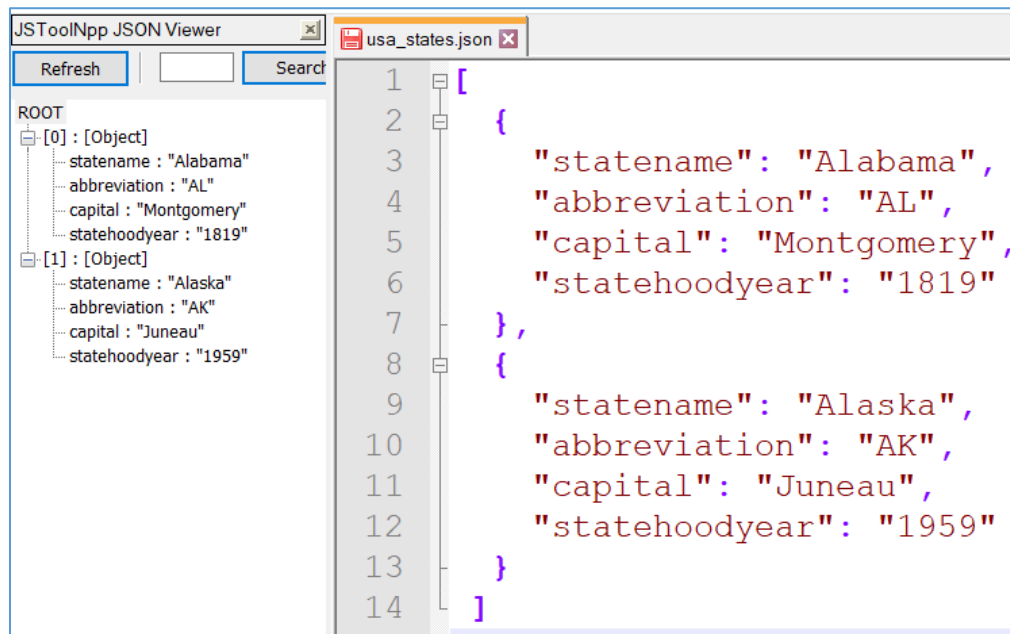 JSToolNpp JSON Viewer
Refresh Search
ROOT
[0] : [Object]
statename : "Alabama"
abbreviation : "AL"
capital : "Montgomery"
statehoodyear : "1819"
[1] : [Object]
statename : "Alaska"
abbreviation : "AK"
capital : "Juneau"
statehoodyear : "1959"
usa_states.json
1 [
2 {
3 "statename": "Alabama",
4 "abbreviation": "AL",
5 "capital": "Montgomery",
6 "statehoodyear": "1819"
7 },
8 {
9 "statename": "Alaska",
10 "abbreviation": "AK",
11 "capital": "Juneau",
12 "statehoodyear": "1959"
13 }
14 ]